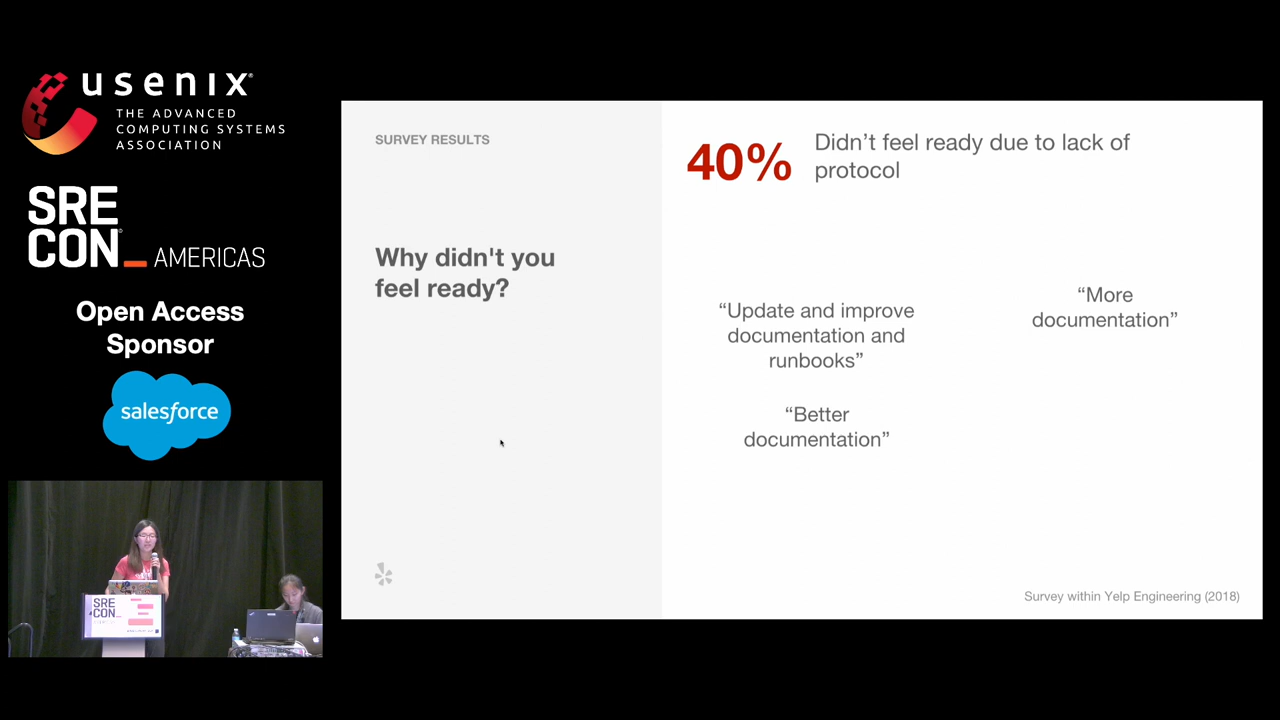 usenix
THE ADVANCED
COMPUTING SYSTEMS
ASSOCIATION
SRE
CON_ AMERICAS
Open Access
Sponsor
salesforce
SRE
CON_
SURVEY RESULTS
Why didn't you
feel ready?
40%
Didn’t feel ready due to lack of
protocol
“Update and improve
documentation and
runbooks”
“Better
documentation”
“More
documentation”
Survey within Yelp Engineering (2018)